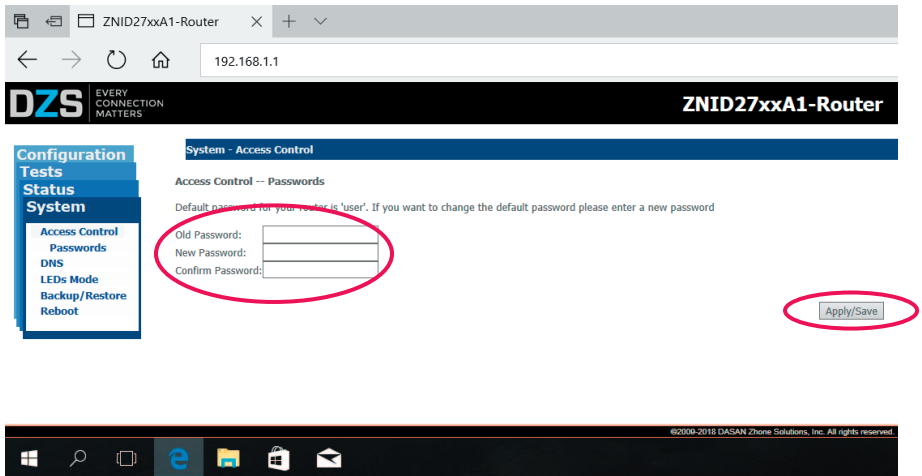 ZNID27xxA1-Router
192.168.1.1
DZS
EVERY
CONNECTION
MATTERS
ZNID27xxA1-Router
Configuration
Tests
Status
System
Access Control
Passwords
DNS
LEDs Mode
Backup/Restore
Reboot
System - Access Control
Access Control -- Passwords
Default password for your router is 'user'. If you want to change the default password please enter a new password
Old Password:
New Password:
Confirm Password:
Apply/Save
©2009-2018 DASAN Zhone Solutions, Inc. All rights reserved.